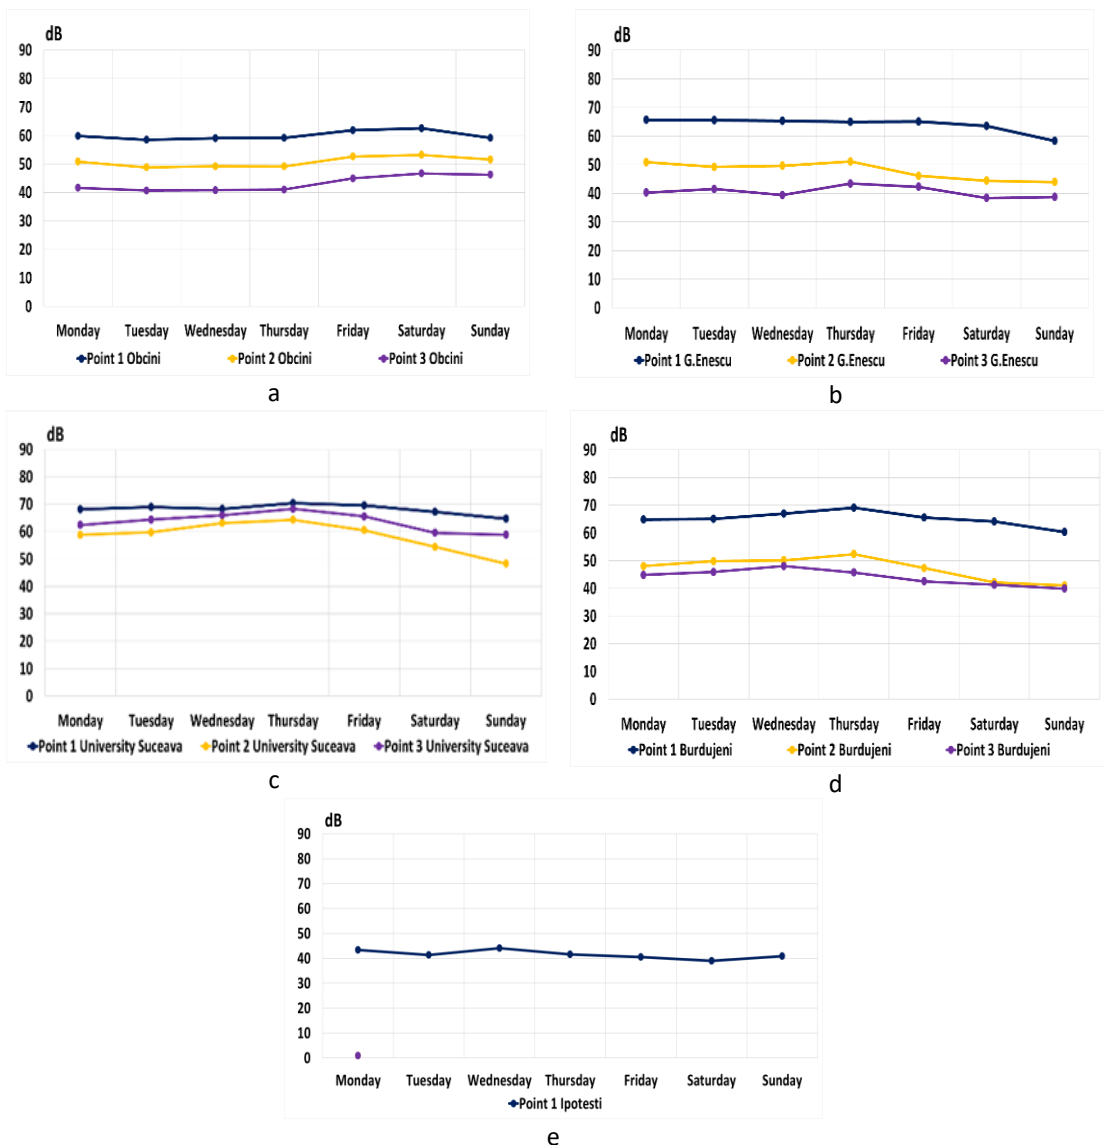 dB
90
80
70
60
50
40
30
20
10
0
Monday Tuesday Wednesday Thursday Friday Saturday Sunday
Point 1 Obcini Point 2 Obcini Point 3 Obcini
a
dB
90
80
70
60
50
40
30
20
10
0
Monday Tuesday Wednesday Thursday Friday Saturday Sunday
Point 1 G.Enescu Point 2 G.Enescu Point 3 G.Enescu
b
dB
90
80
70
60
50
40
30
20
10
0
Monday Tuesday Wednesday Thursday Friday Saturday Sunday
Point 1 University Suceava Point 2 University Suceava Point 3 University Suceava
c
dB
90
80
70
60
50
40
30
20
10
0
Monday Tuesday Wednesday Thursday Friday Saturday Sunday
Point 1 Burdujeni Point 2 Burdujeni Point 3 Burdujeni
d
dB
90
80
70
60
50
40
30
20
10
0
Monday Tuesday Wednesday Thursday Friday Saturday Sunday
Point 1 Ipotesti
e